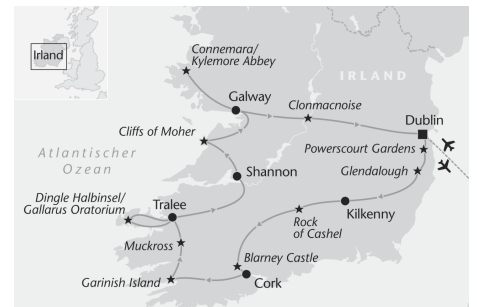 Irland
Connemara/
Kylemore Abbey
IRLAND
Galway
Clonmacnoise
Dublin
Cliffs of Moher
Powerscourt Gardens
Atlantischer
Ozean
Glendalough
Shannon
Dingle Halbinsel/
Gallarus Oratorium
Tralee
Kilkenny
Rock
of Cashel
Muckross
Blarney Castle
Garinish Island
Cork